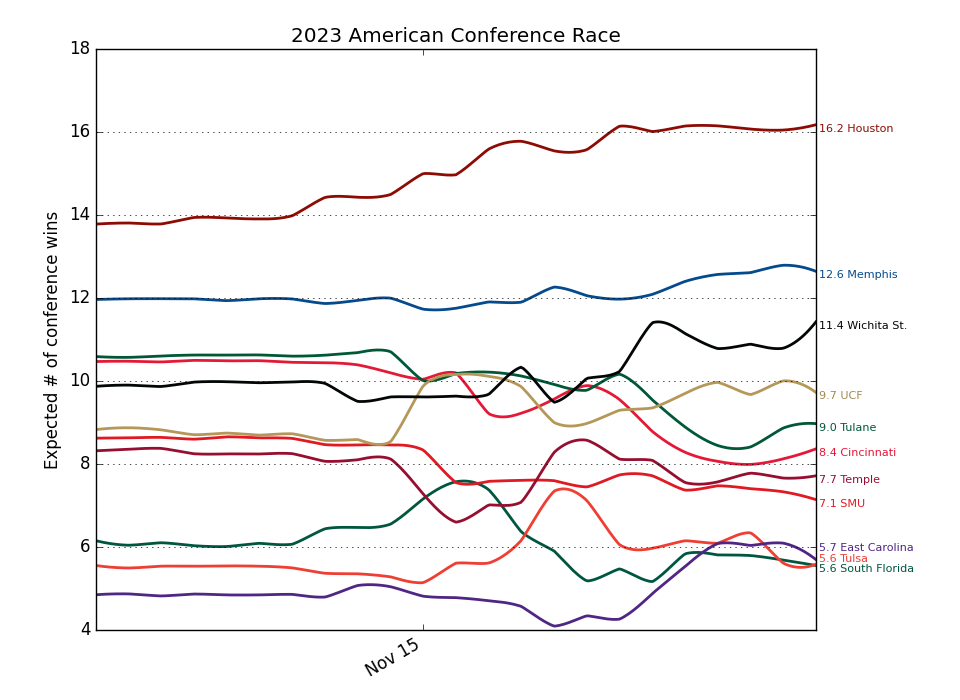 2023 American Conference Race
Expected # of conference wins
18
16
14
12
10
8
6
4
Nov 15
16.2 Houston
12.6 Memphis
11.4 Wichita St.
9.7 UCF
9.0 Tulane
8.4 Cincinnati
7.7 Temple
7.1 SMU
5.7 East Carolina
5.6 Tulsa
5.6 South Florida